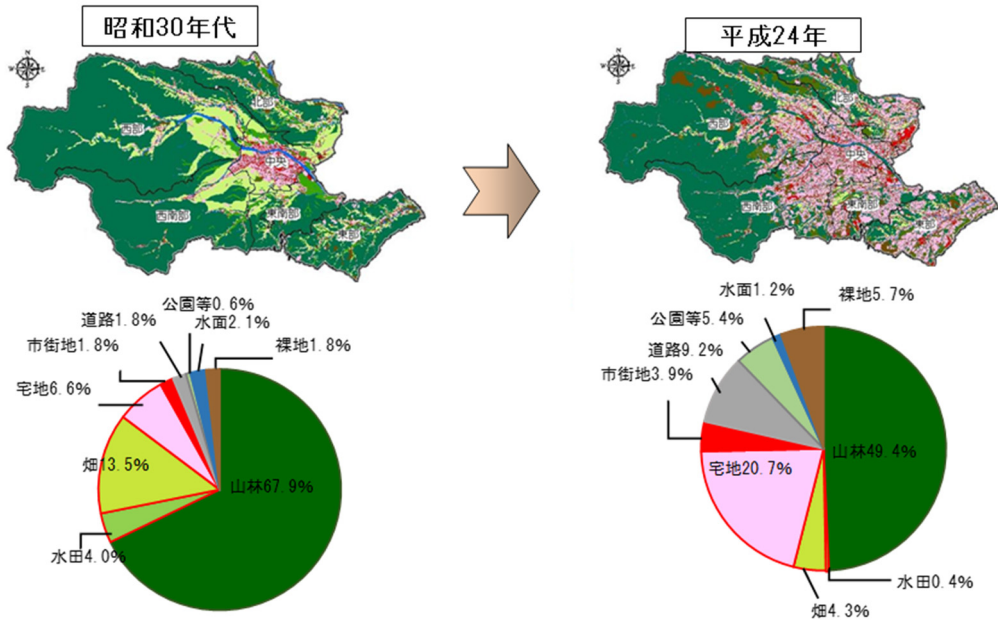 昭和30年代
平成24年
N
W
E
S
北部
西部
中央
西南部
東南部
東部
N
W
E
S
北部
西部
中央
西南部
東南部
東部
公園等0.6%
道路1.8%
水面2.1%
市街地1.8%
裸地1.8%
宅地6.6%
畑13.5%
山林67.9%
水田4.0%
水面1.2%
裸地5.7%
公園等5.4%
道路9.2%
市街地3.9%
山林49.4%
宅地20.7%
水田0.4%
畑4.3%